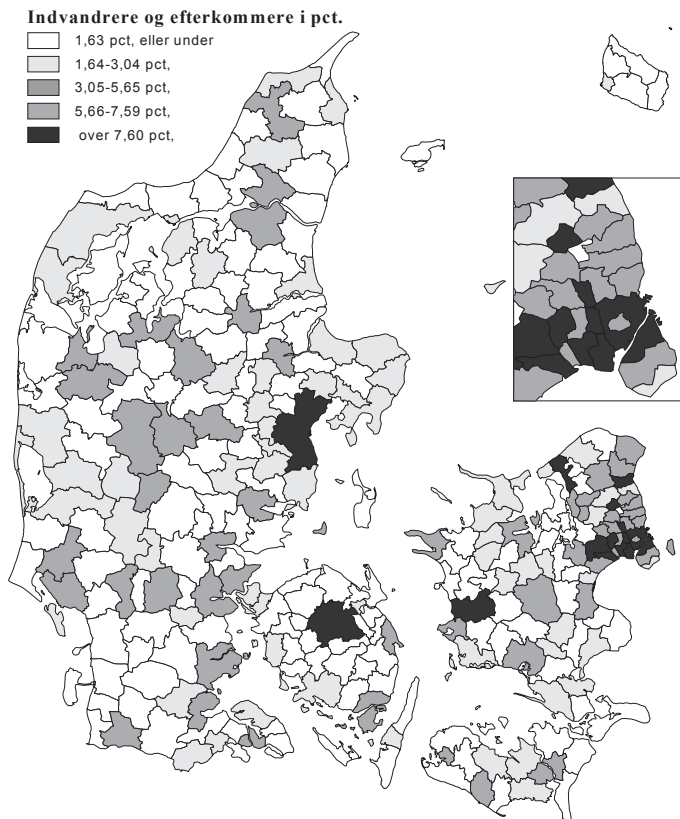 Indvandrere og efterkommere i pct.
1,63 pct, eller under
1,64-3,04 pct,
3,05-5,65 pct,
5,66-7,59 pct,
over 7,60 pct,